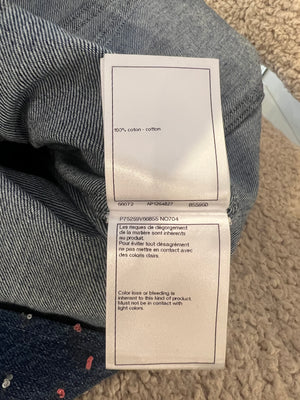 100% coton - cotton
P75269V66855 N0704
Les risques de dégorgement
de la matière sont inhérents
au produit.
Pour éviter tout désagrément
ne pas mettre en contact avec
des coloris clairs.
Color loss or bleeding is
inherent to this kind of product.
Must not be in contact with
light colors.